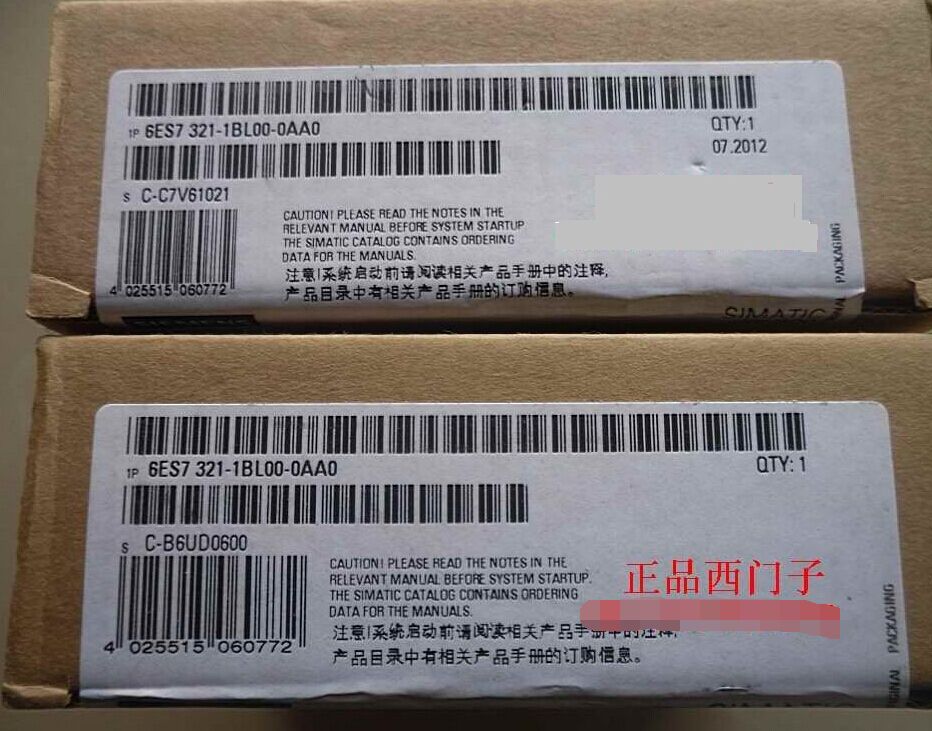 1P 6ES7 321-1BL00-0AA0
QTY:1
07.2012
S C-C7V61021
CAUTION! PLEASE READ THE NOTES IN THE
RELEVANT MANUAL BEFORE SYSTEM STARTUP
THE SIMATIC CATALOG CONTAINS ORDERING
DATA FOR THE MANUALS.
注意!系统启动前请阅读相关产品手册中的注释,
产品目录中有相关产品手册的订购信息。
4 025515 060772
PACKAGING
SIMATIC
1P 6ES7 321-1BL00-0AA0
QTY: 1
S C-B6UD0600
CAUTION! PLEASE READ THE NOTES IN THE
RELEVANT MANUAL BEFORE SYSTEM STARTUP.
THE SIMATIC CATALOG CONTAINS ORDERING
DATA FOR THE MANUALS.
正品西门子
注意!系统启动前请阅读相关产品手册中的注释,
产品目录中有相关产品手册的订购信息。
4 025515 060772
PACKAGING